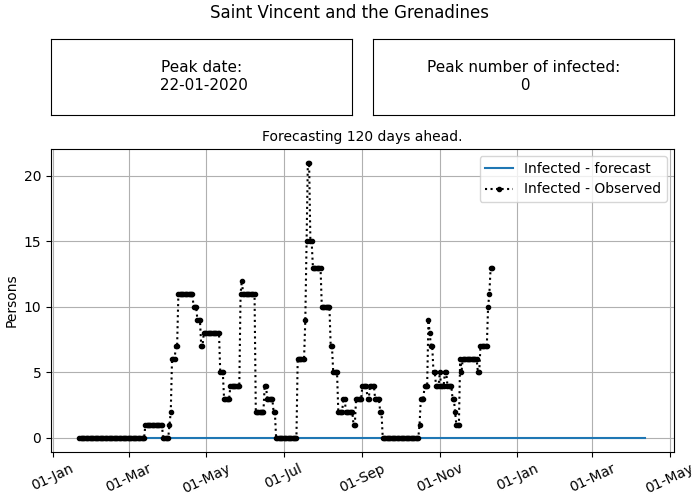 Saint Vincent and the Grenadines
Peak date:
22-01-2020
Peak number of infected:
0
Forecasting 120 days ahead.
Infected - forecast
Infected - Observed
Persons
20
15
10
5
0
01-Jan
01-Mar
01-May
01-Jul
01-Sep
01-Nov
01-Jan
01-Mar
01-May